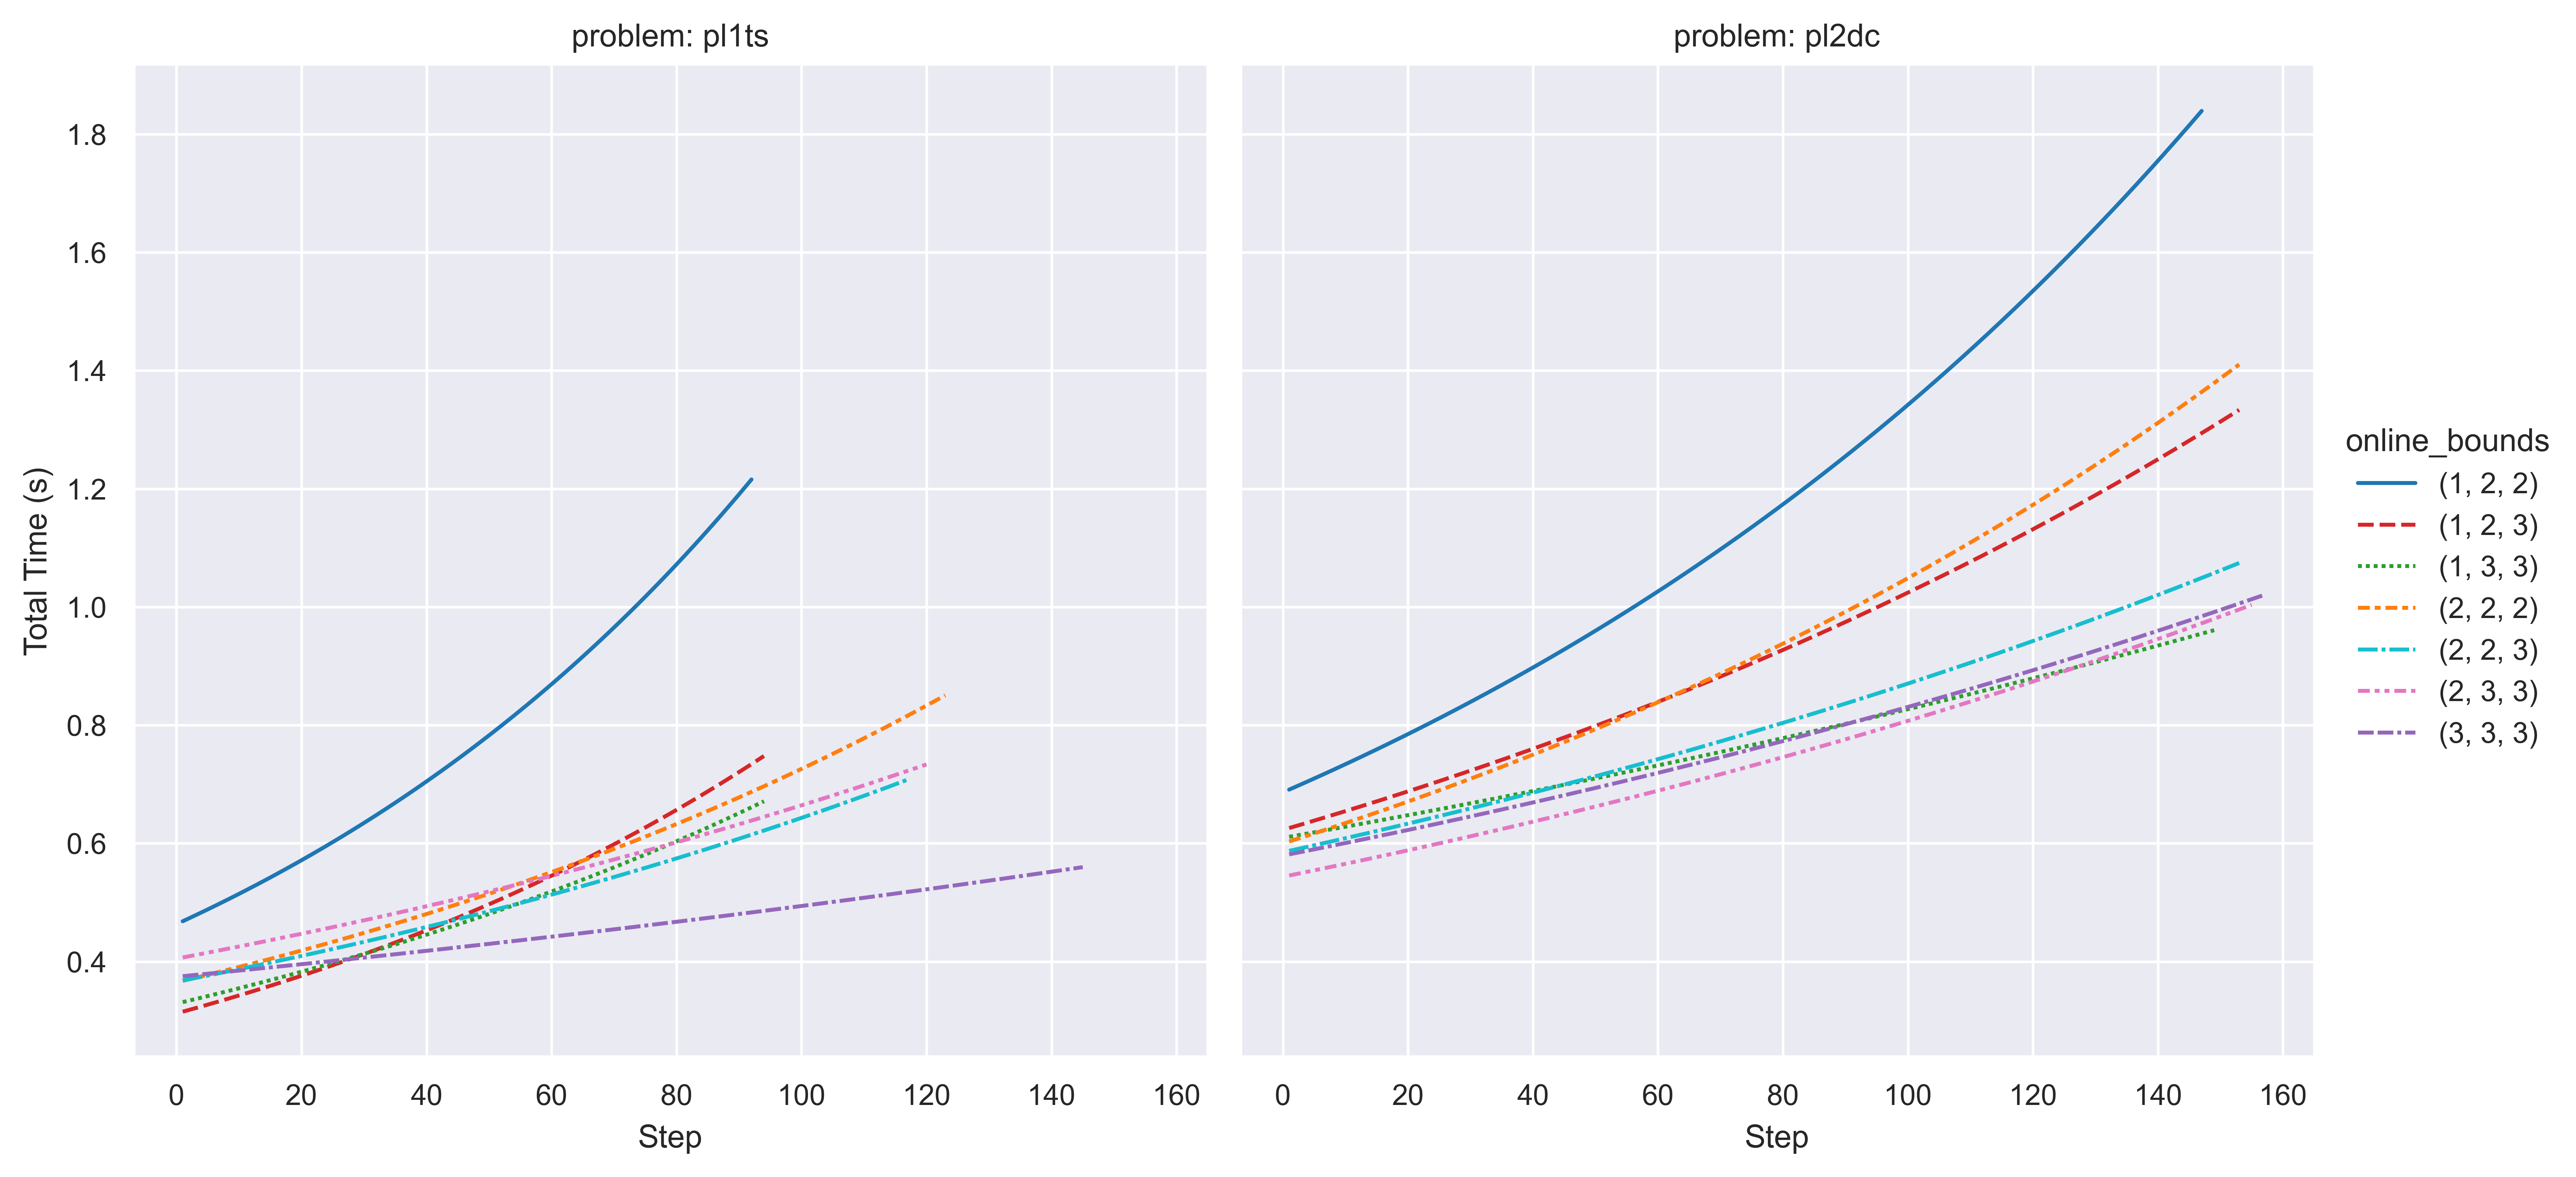 problem: pl1ts
problem: pl2dc
Total Time (s)
1.8
1.6
1.4
1.2
1.0
0.8
0.6
0.4
0 20 40 60 80 100 120 140 160
Step
0 20 40 60 80 100 120 140 160
Step
online_bounds
(1, 2, 2)
(1, 2, 3)
(1, 3, 3)
(2, 2, 2)
(2, 2, 3)
(2, 3, 3)
(3, 3, 3)